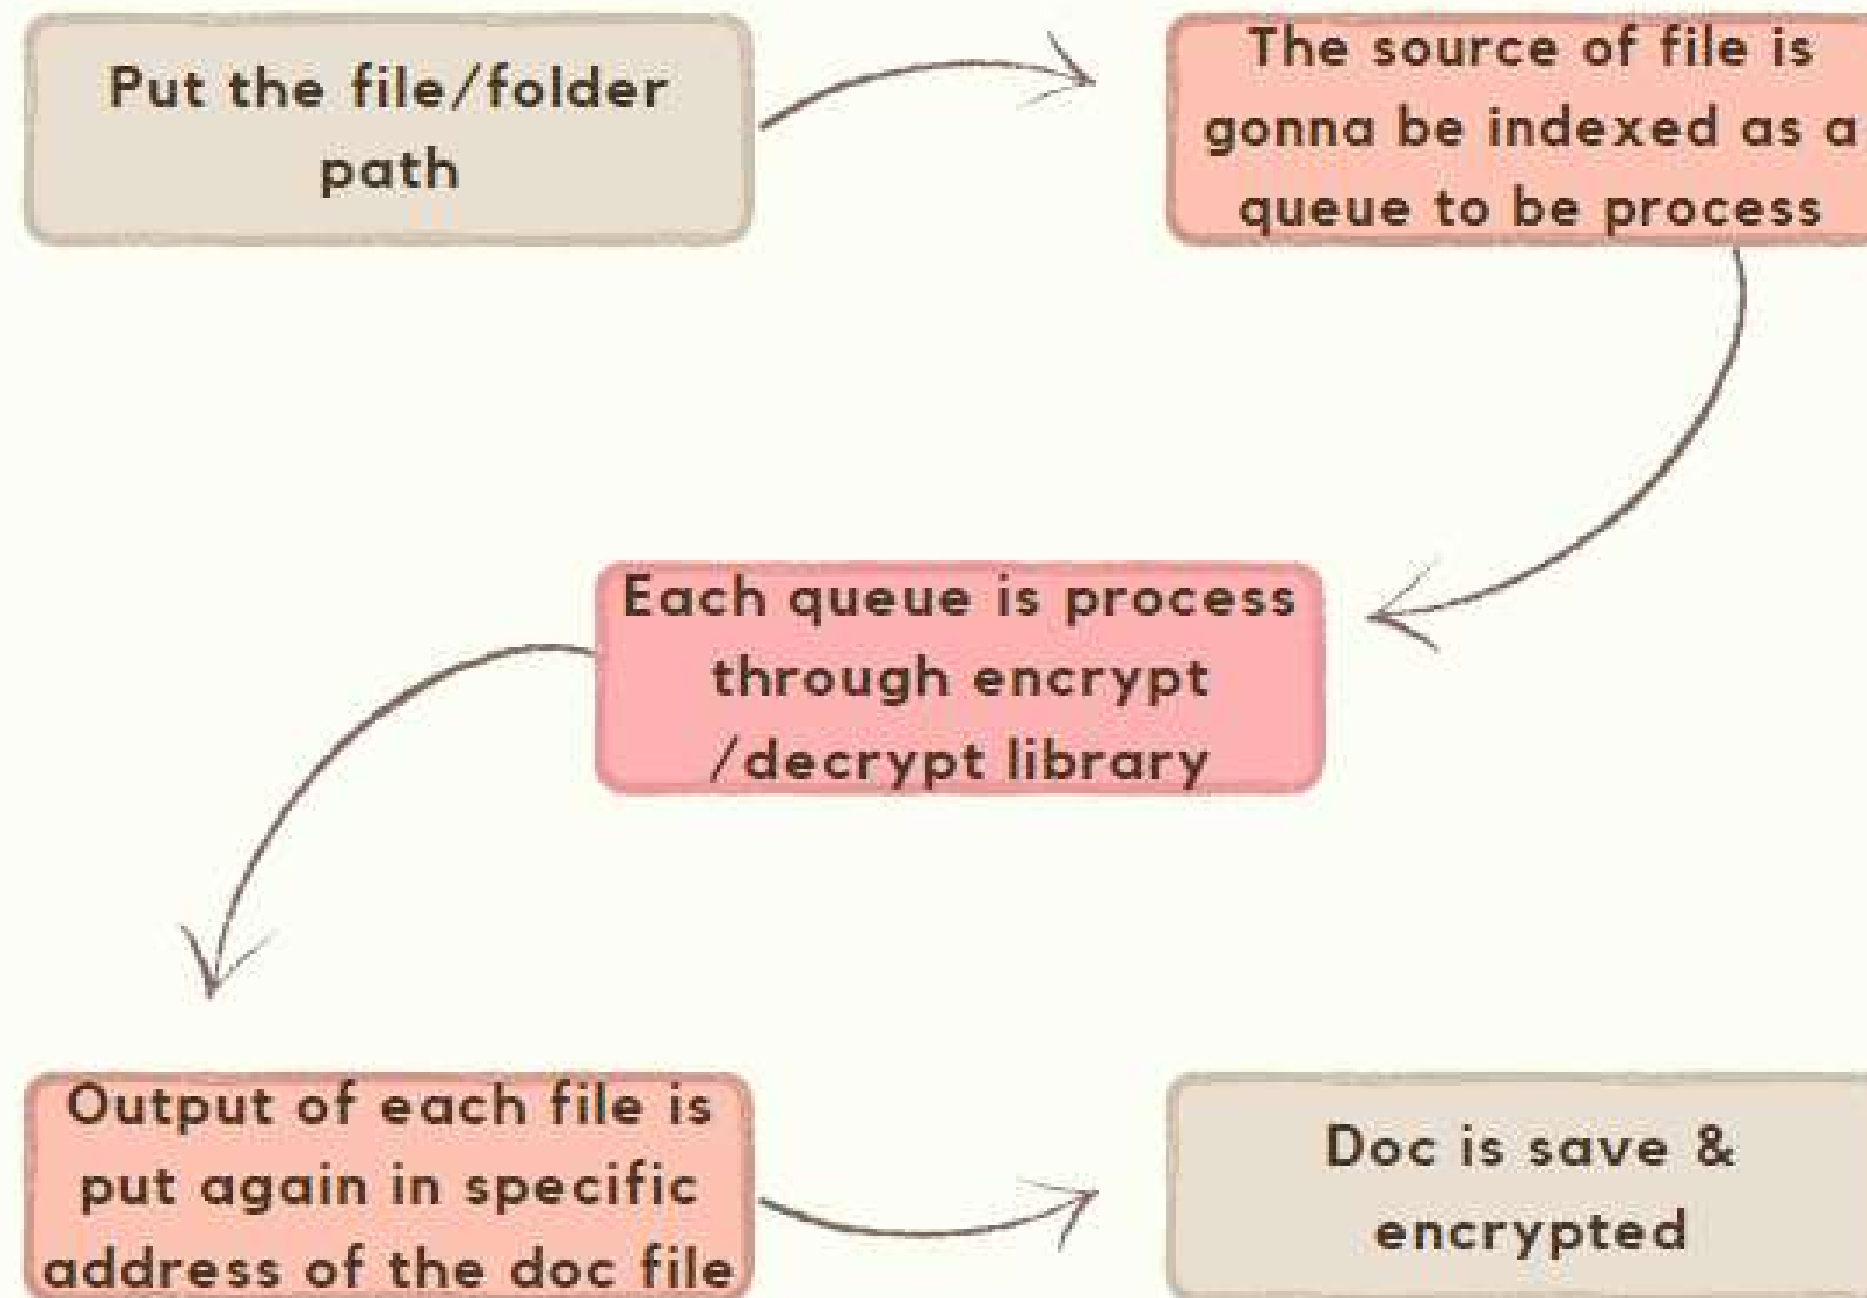 Put the file/folder
path
The source of file is
gonna be indexed as a
queue to be process
Each queue is process
through encrypt
/decrypt library
Output of each file is
put again in specific
address of the doc file
Doc is save &
encrypted